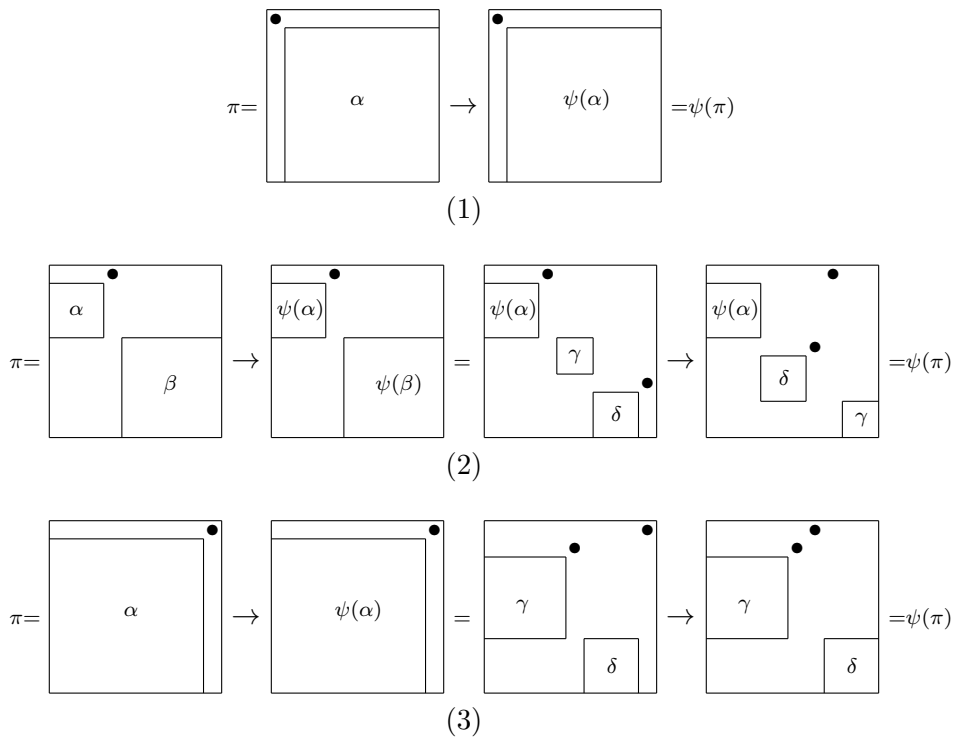 π= α → ψ(α) =ψ(π)
(1)
π= α β → ψ(α) ψ(β) = ψ(α) γ δ → ψ(α) δ γ =ψ(π)
(2)
π= α → ψ(α) = γ δ → γ δ =ψ(π)
(3)